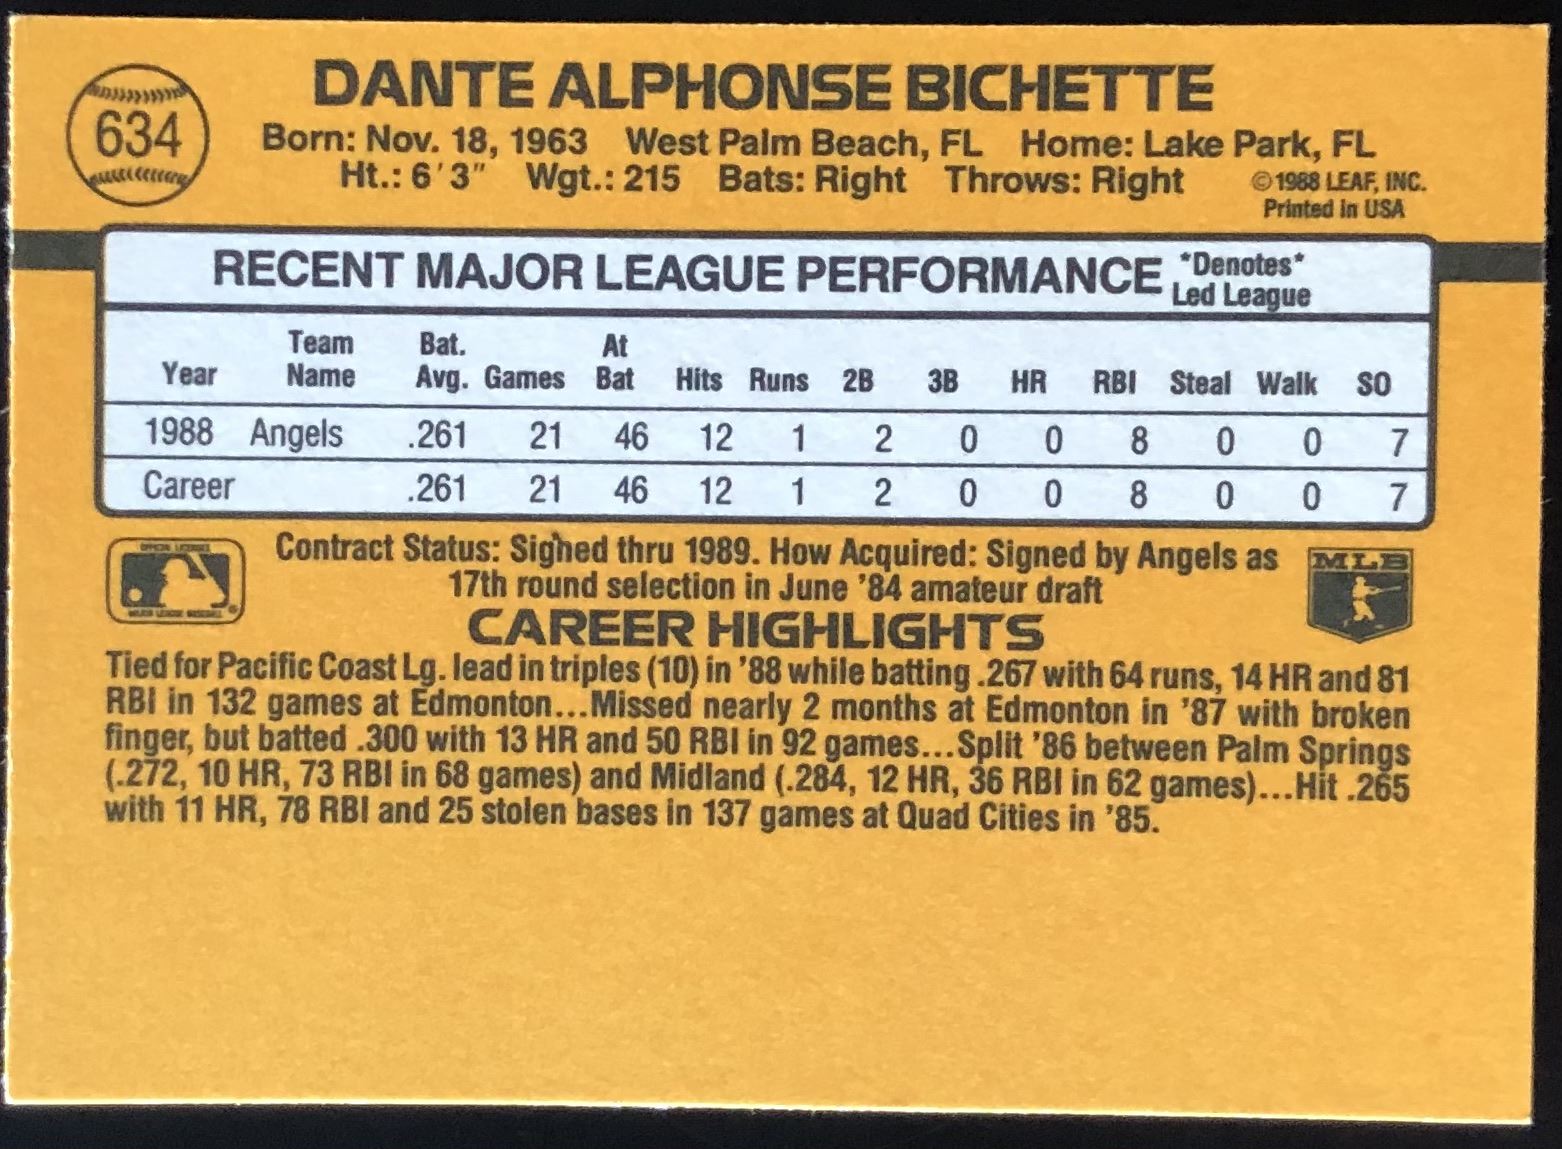 DANTE ALPHONSE BICHETTE
634
Born: Nov. 18, 1963 West Palm Beach, FL Home: Lake Park, FL
Ht.: 6'3" Wgt.: 215 Bats: Right Throws: Right
©1988 LEAF, INC.
Printed in USA
RECENT MAJOR LEAGUE PERFORMANCE *Denotes*
Led League
Year Team Name Bat. Avg. Games At Bat Hits Runs 2B 3B HR RBI Steal Walk SO
1988 Angels .261 21 46 12 1 2 0 0 8 0 0 7
Career .261 21 46 12 1 2 0 0 8 0 0 7
Contract Status: Signed thru 1989. How Acquired: Signed by Angels as
17th round selection in June '84 amateur draft
OFFICIAL LICENSEE
MAJOR LEAGUE BASEBALL
®
MLB
CAREER HIGHLIGHTS
Tied for Pacific Coast Lg. lead in triples (10) in '88 while batting .267 with 64 runs, 14 HR and 81
RBI in 132 games at Edmonton...Missed nearly 2 months at Edmonton in '87 with broken
finger, but batted .300 with 13 HR and 50 RBI in 92 games...Split '86 between Palm Springs
(.272, 10 HR, 73 RBI in 68 games) and Midland (.284, 12 HR, 36 RBI in 62 games)...Hit .265
with 11 HR, 78 RBI and 25 stolen bases in 137 games at Quad Cities in '85.